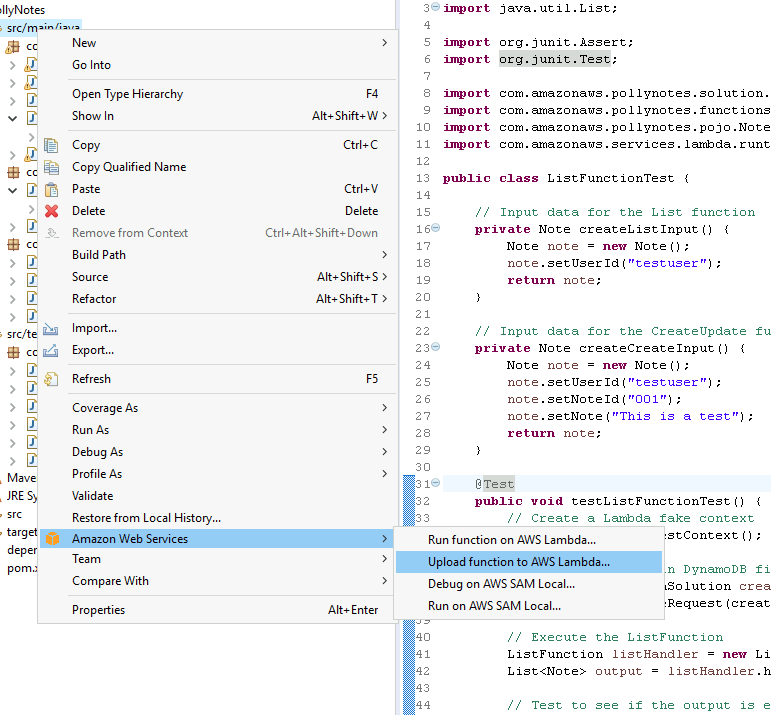 ollyNotes
src/main/java
co
co
co
co
src/te
co
Mave
JRE Sy
src
target
deper
pom.x
New
Go Into
Open Type Hierarchy F4
Show In Alt+Shift+W
Copy Ctrl+C
Copy Qualified Name
Paste Ctrl+V
Delete Delete
Remove from Context Ctrl+Alt+Shift+Down
Build Path
Source Alt+Shift+S
Refactor Alt+Shift+T
Import...
Export...
Refresh F5
Coverage As
Run As
Debug As
Profile As
Validate
Restore from Local History...
Amazon Web Services
Team
Compare With
Properties Alt+Enter
Run function on AWS Lambda...
Upload function to AWS Lambda...
Debug on AWS SAM Local...
Run on AWS SAM Local...
3 import java.util.List;
4
5 import org.junit.Assert;
6 import org.junit.Test;
7
8 import com.amazonaws.pollynotes.solution.
9 import com.amazonaws.pollynotes.functions
10 import com.amazonaws.pollynotes.pojo.Note
11 import com.amazonaws.services.lambda.runt
12
13 public class ListFunctionTest {
14
15 // Input data for the List function
16 private Note createListInput() {
17 Note note = new Note();
18 note.setUserId("testuser");
19 return note;
20 }
21
22 // Input data for the CreateUpdate fu
23 private Note createCreateInput() {
24 Note note = new Note();
25 note.setUserId("testuser");
26 note.setNoteId("001");
27 note.setNote("This is a test");
28 return note;
29 }
30
31 @Test
32 public void testListFunctionTest() {
33 // Create a Lambda fake context
estContext();
n DynamoDB fi
ASolution crea
eRequest(creat
40 // Execute the ListFunction
41 ListFunction listHandler = new Li
42 List<Note> output = listHandler.h
43
44 // Test to see if the output is e